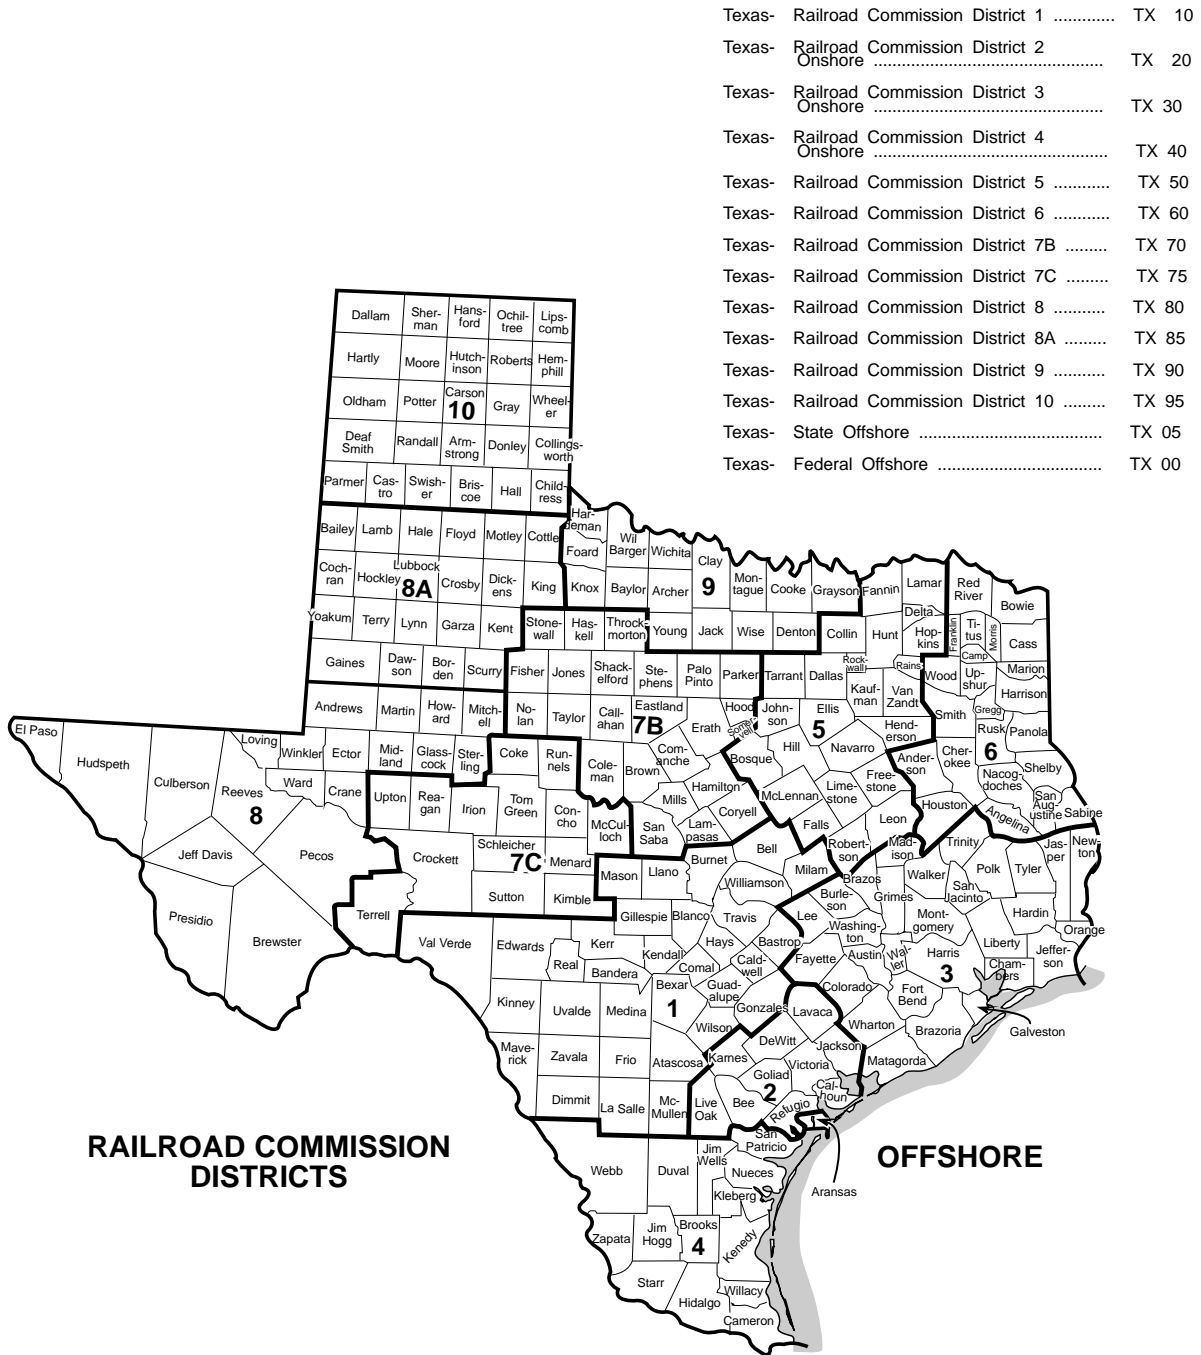 Texas- Railroad Commission District 1 ............. TX 10
Texas- Railroad Commission District 2
Onshore ................................................. TX 20
Texas- Railroad Commission District 3
Onshore ................................................. TX 30
Texas- Railroad Commission District 4
Onshore .................................................. TX 40
Texas- Railroad Commission District 5 ............ TX 50
Texas- Railroad Commission District 6 ............ TX 60
Texas- Railroad Commission District 7B ......... TX 70
Texas- Railroad Commission District 7C ......... TX 75
Texas- Railroad Commission District 8 ........... TX 80
Texas- Railroad Commission District 8A ......... TX 85
Texas- Railroad Commission District 9 ........... TX 90
Texas- Railroad Commission District 10 ......... TX 95
Texas- State Offshore ....................................... TX 05
Texas- Federal Offshore ................................... TX 00
Dallam Sher-man Hans-ford Ochil-tree Lips-comb
Hartly Moore Hutch-inson Roberts Hem-phill
Oldham Potter Carson Gray Wheel-er
10
Deaf Smith Randall Arm-strong Donley Collings-worth
Parmer Cas-tro Swish-er Bris-coe Hall Child-ress
Har-deman
Bailey Lamb Hale Floyd Motley Cottle Foard Wil Barger Wichita Clay
Coch-ran Hockley Lubbock Crosby Dick-ens King Knox Baylor Archer Mon-tague Cooke Grayson Fannin Lamar Red River Bowie
8A 9
Yoakum Terry Lynn Garza Kent Stone-wall Has-kell Throck-morton Young Jack Wise Denton Collin Hunt Delta Hop-kins Franklin Ti-tus Morris Cass
Camp
Gaines Daw-son Bor-den Scurry Fisher Jones Shack-elford Ste-phens Palo Pinto Parker Tarrant Dallas Rock-wall Kauf-man Rains Van Zandt Wood Up-shur Marion Harrison
Andrews Martin How-ard Mitch-ell No-lan Taylor Cal-lahan Eastland Erath Hood Somer-vell John-son Ellis Hend-erson Smith Gregg Rusk Panola
7B 5 6
El Paso Hudspeth Culberson Loving Winkler Ector Mid-land Glass-cock Ster-ling Coke Run-nels Cole-man Brown Com-anche Bosque Hill Navarro Ander-son Cher-okee Nacog-doches Shelby
Reeves Ward Crane Upton Rea-gan Irion Tom Green Con-cho McCul-loch Mills Hamilton Coryell McLennan Lime-stone Free-stone Leon Houston Angelina San Augustine Sabine
8
Jeff Davis Pecos Crockett Schleicher Menard San Saba Lam-pasas Falls Robert-son Mad-ison Trinity Polk Tyler Jas-per New-ton
7C
Presidio Brewster Terrell Sutton Kimble Mason Llano Burnet Bell Milam Williamson Brazos Grimes Walker San Jacinto Hardin Orange
Val Verde Edwards Kerr Gillespie Blanco Travis Lee Burle-son Washing-ton Mont-gomery Liberty Jeffer-son
Real Bandera Kendall Hays Comal Cald-well Bastrop Fayette Austin Wal-ler Harris Cham-bers
3
Kinney Uvalde Medina Bexar Guad-alupe Gonzales Lavaca Colorado Fort Bend Galveston
1
Mave-rick Zavala Frio Atascosa Wilson Karnes DeWitt Jackson Wharton Brazoria Matagorda
Dimmit La Salle Mc-Mullen Live Oak Bee Goliad Victoria Cal-houn Refugio
2
RAILROAD COMMISSION
DISTRICTS
OFFSHORE
Webb Duval Jim Wells San Patricio Nueces Aransas
Kleberg
Zapata Jim Hogg Brooks Kenedy
4
Starr Hidalgo Willacy
Cameron